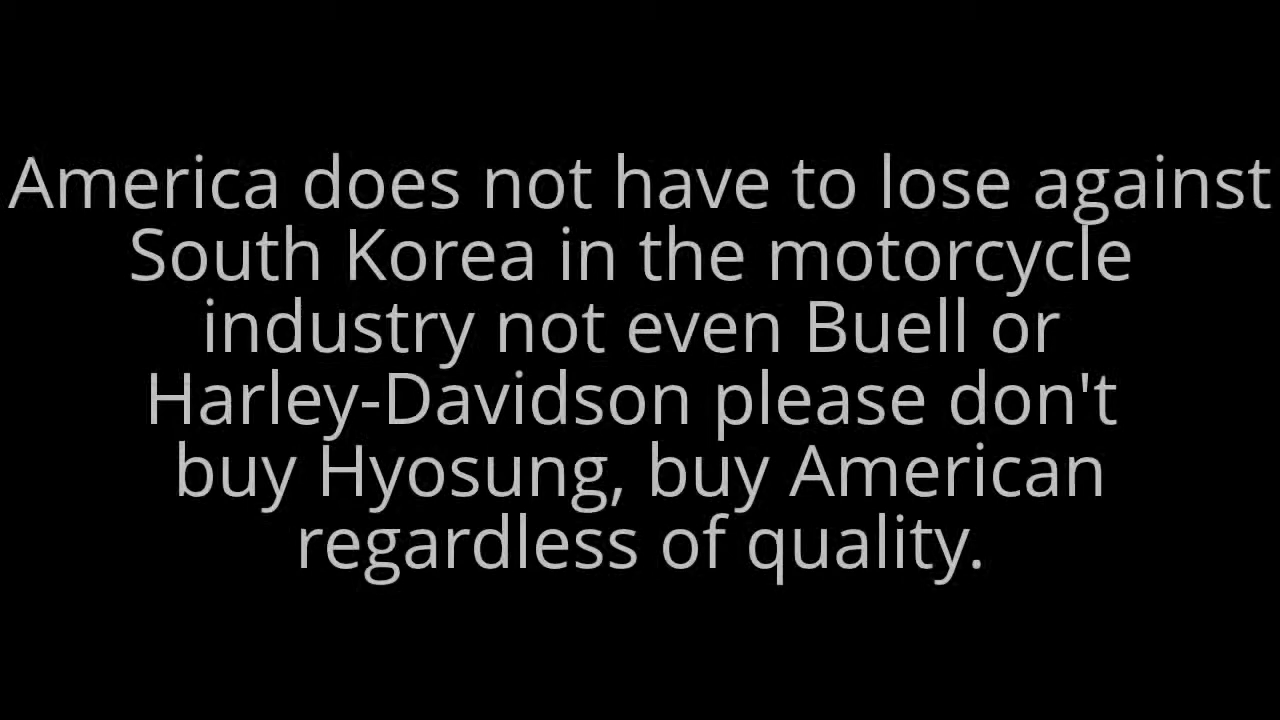 America does not have to lose against
South Korea in the motorcycle
industry not even Buell or
Harley-Davidson please don't
buy Hyosung, buy American
regardless of quality.